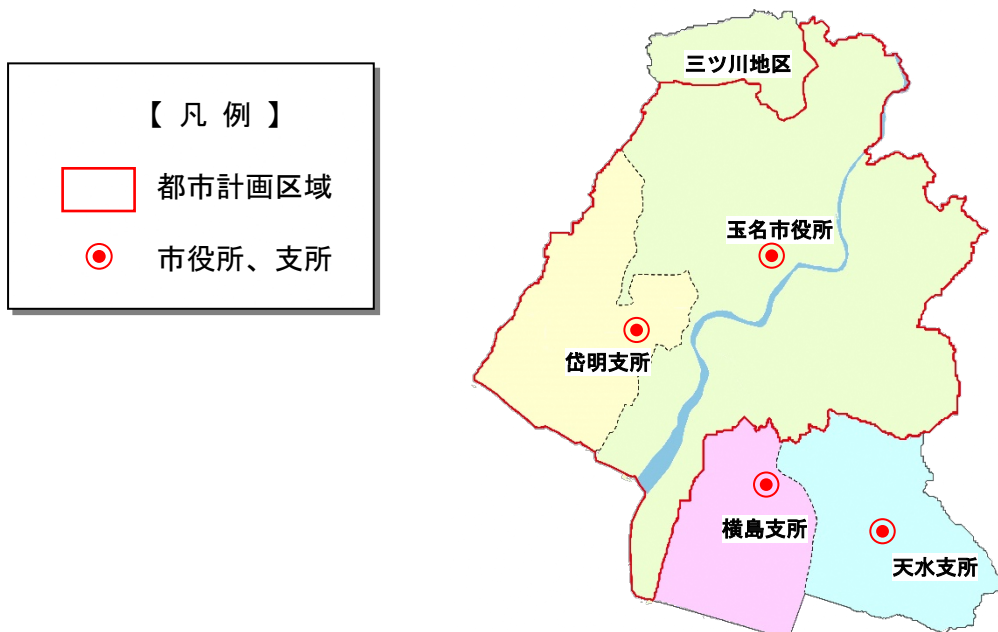 【 凡 例 】
都市計画区域
市役所、支所
三ツ川地区
玉名市役所
岱明支所
横島支所
天水支所